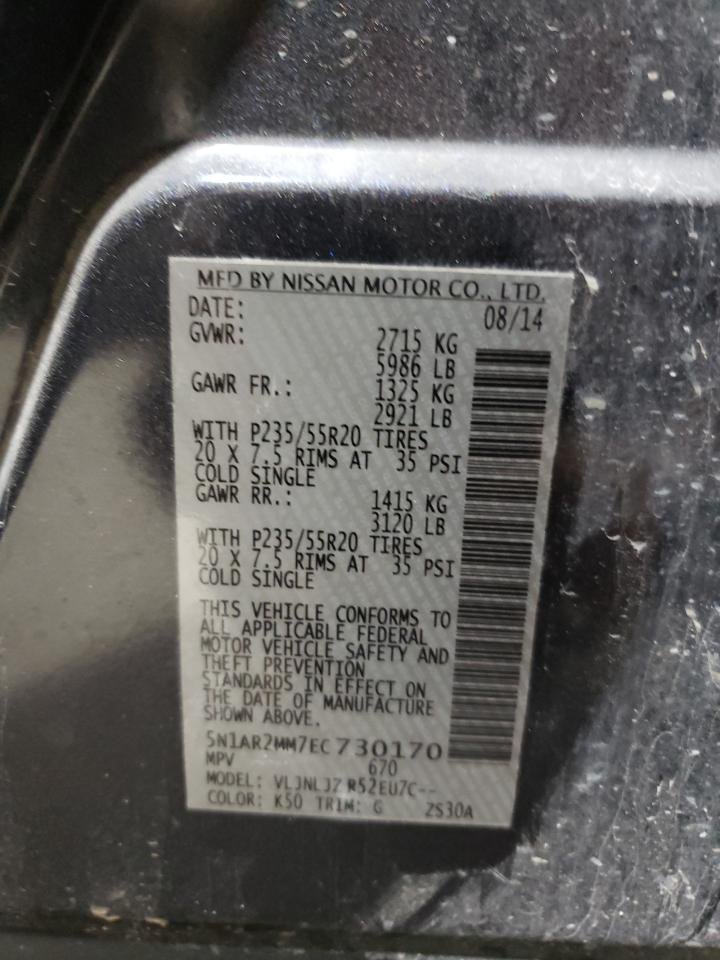 MFD BY NISSAN MOTOR CO., LTD.
DATE: 08/14
GVWR: 2715 KG
5986 LB
GAWR FR.: 1325 KG
2921 LB
WITH P235/55R20 TIRES
20 X 7.5 RIMS AT 35 PSI
COLD SINGLE
GAWR RR.: 1415 KG
3120 LB
WITH P235/55R20 TIRES
20 X 7.5 RIMS AT 35 PSI
COLD SINGLE
THIS VEHICLE CONFORMS TO
ALL APPLICABLE FEDERAL
MOTOR VEHICLE SAFETY AND
THEFT PREVENTION
STANDARDS IN EFFECT ON
THE DATE OF MANUFACTURE
SHOWN ABOVE.
5N1AR2MM7EC730170
MPV 670
MODEL: VLJNLJZ R52EU7C--
COLOR: K50 TRIM: G 2S30A